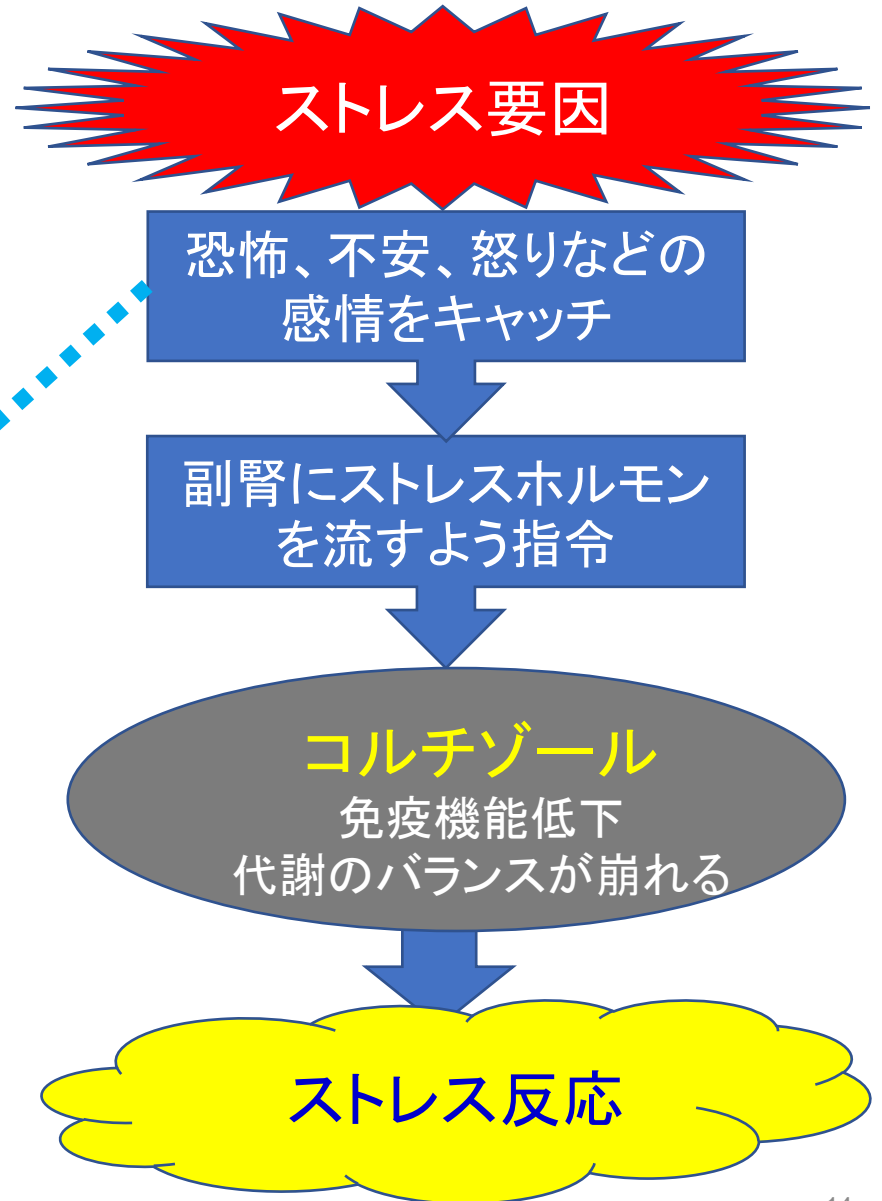 ストレス要因
恐怖、不安、怒りなどの
感情をキャッチ
副腎にストレスホルモン
を流すよう指令
コルチゾール
免疫機能低下
代謝のバランスが崩れる
ストレス反応